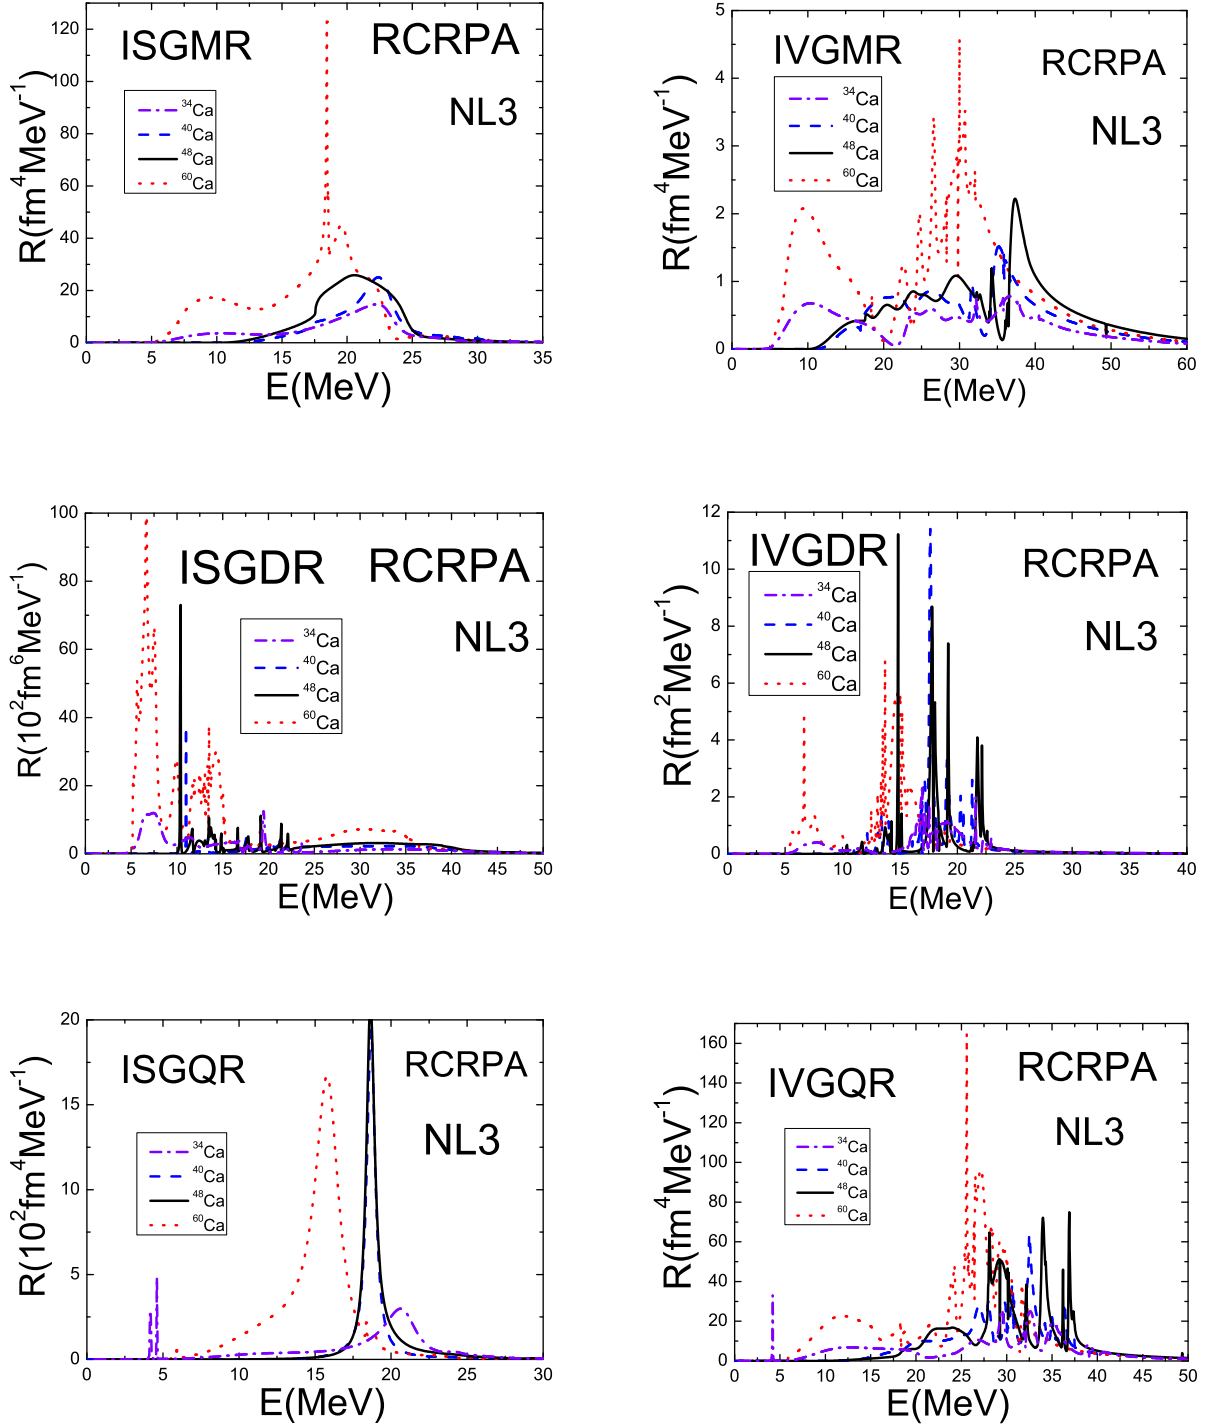 ISGMR
RCRPA
NL3
³⁴Ca
⁴⁰Ca
⁴⁸Ca
⁶⁰Ca
R(fm⁴MeV⁻¹)
120
100
80
60
40
20
0
0 5 10 15 20 25 30 35
E(MeV)
IVGMR
RCRPA
NL3
³⁴Ca
⁴⁰Ca
⁴⁸Ca
⁶⁰Ca
R(fm⁴MeV⁻¹)
5
4
3
2
1
0
0 10 20 30 40 50 60
E(MeV)
ISGDR
RCRPA
NL3
³⁴Ca
⁴⁰Ca
⁴⁸Ca
⁶⁰Ca
R(10²fm⁶MeV⁻¹)
100
80
60
40
20
0
0 5 10 15 20 25 30 35 40 45 50
E(MeV)
IVGDR
RCRPA
NL3
³⁴Ca
⁴⁰Ca
⁴⁸Ca
⁶⁰Ca
R(fm²MeV⁻¹)
12
10
8
6
4
2
0
0 5 10 15 20 25 30 35 40
E(MeV)
ISGQR
RCRPA
NL3
³⁴Ca
⁴⁰Ca
⁴⁸Ca
⁶⁰Ca
R(10²fm⁴MeV⁻¹)
20
15
10
5
0
0 5 10 15 20 25 30
E(MeV)
IVGQR
RCRPA
NL3
³⁴Ca
⁴⁰Ca
⁴⁸Ca
⁶⁰Ca
R(fm⁴MeV⁻¹)
160
140
120
100
80
60
40
20
0
0 5 10 15 20 25 30 35 40 45 50
E(MeV)